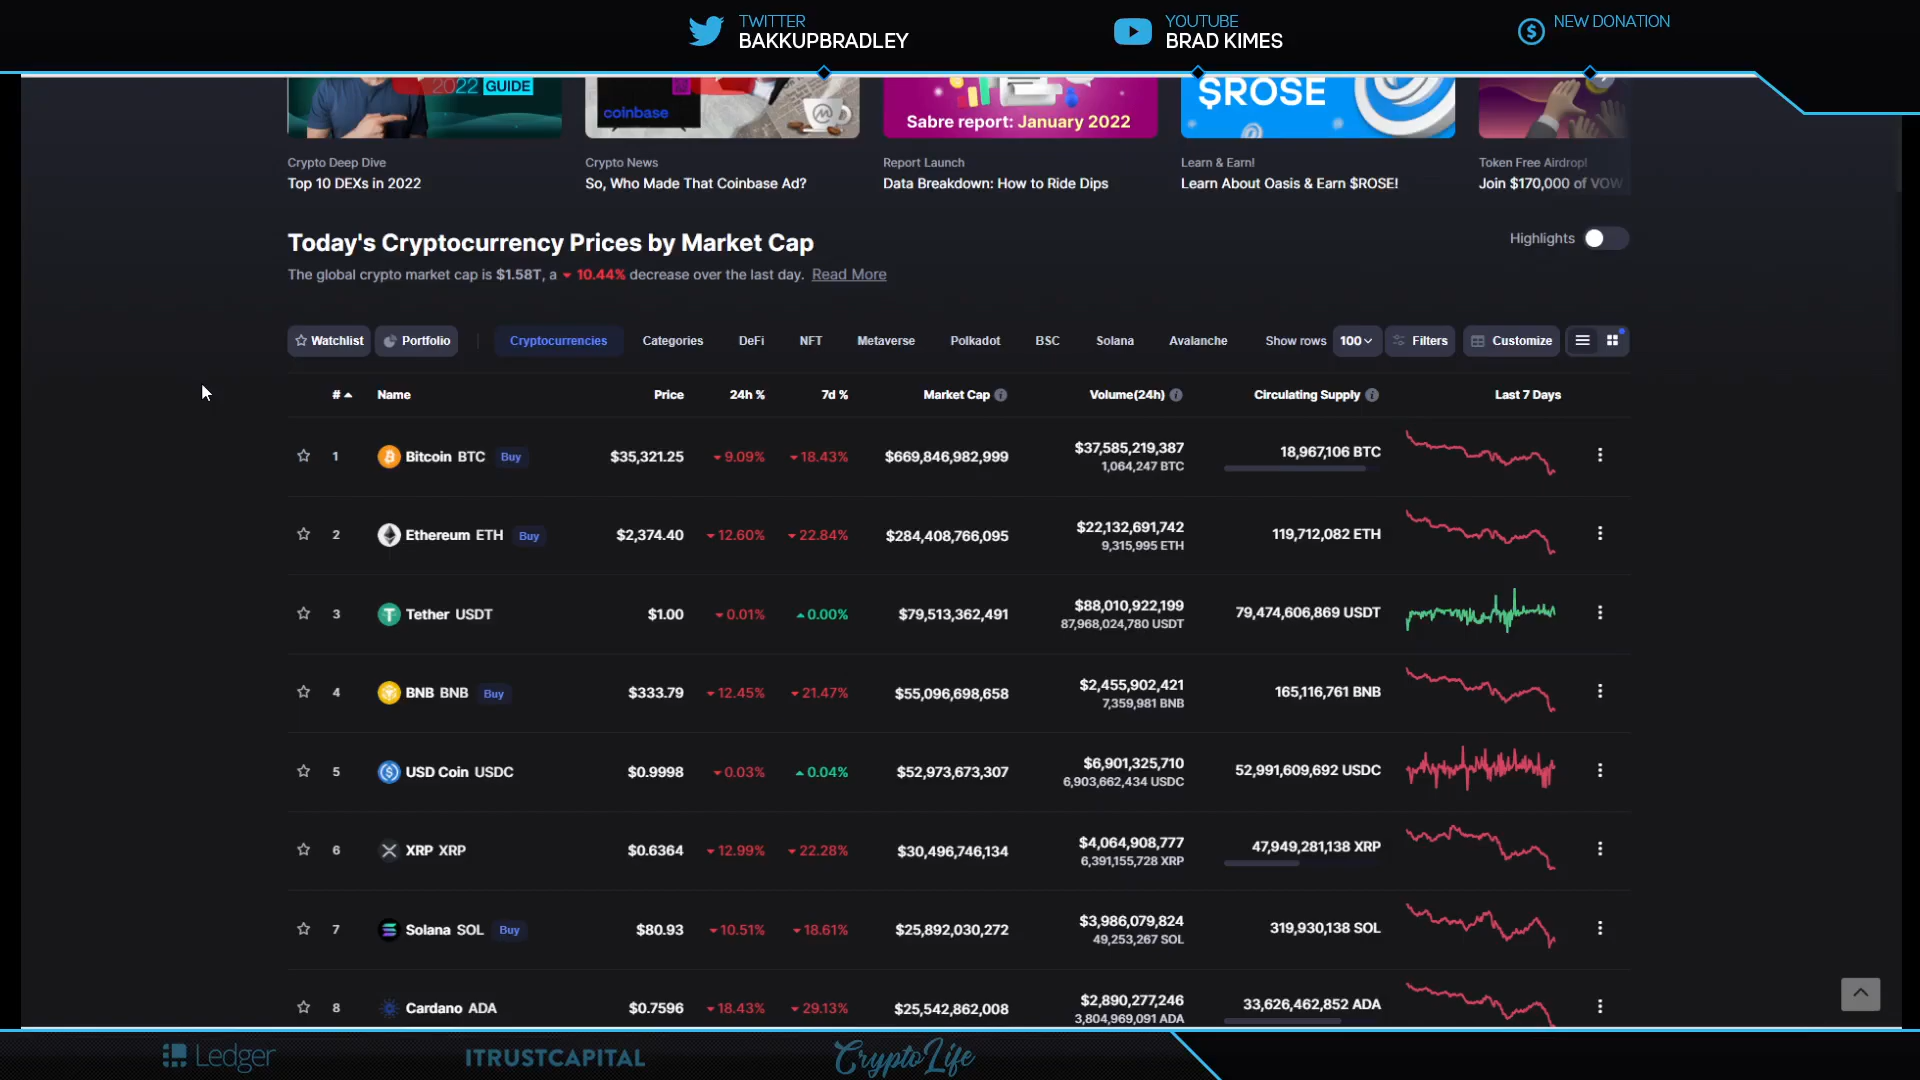 TWITTER
BAKKUPBRADLEY
YOUTUBE
BRAD KIMES
NEW DONATION
2022 GUIDE
coinbase
Sabre report: January 2022
$ROSE
Crypto Deep Dive
Top 10 DEXs in 2022
Crypto News
So, Who Made That Coinbase Ad?
Report Launch
Data Breakdown: How to Ride Dips
Learn & Earn!
Learn About Oasis & Earn $ROSE!
Token Free Airdrop!
Join $170,000 of VOW
Today's Cryptocurrency Prices by Market Cap
Highlights
The global crypto market cap is $1.58T, a 10.44% decrease over the last day. Read More
Watchlist Portfolio Cryptocurrencies Categories DeFi NFT Metaverse Polkadot BSC Solana Avalanche Show rows 100 Filters Customize
# Name Price 24h % 7d % Market Cap Volume(24h) Circulating Supply Last 7 Days
1 Bitcoin BTC Buy $35,321.25 9.09% 18.43% $669,846,982,999 $37,585,219,387 18,967,106 BTC
1,064,247 BTC
2 Ethereum ETH Buy $2,374.40 12.60% 22.84% $284,408,766,095 $22,132,691,742 119,712,082 ETH
9,315,995 ETH
3 Tether USDT $1.00 0.01% 0.00% $79,513,362,491 $88,010,922,199 79,474,606,869 USDT
87,968,024,780 USDT
4 BNB BNB Buy $333.79 12.45% 21.47% $55,096,698,658 $2,455,902,421 165,116,761 BNB
7,359,981 BNB
5 USD Coin USDC $0.9998 0.03% 0.04% $52,973,673,307 $6,901,325,710 52,991,609,692 USDC
6,903,662,434 USDC
6 XRP XRP $0.6364 12.99% 22.28% $30,496,746,134 $4,064,908,777 47,949,281,138 XRP
6,391,155,728 XRP
7 Solana SOL Buy $80.93 10.51% 18.61% $25,892,030,272 $3,986,079,824 319,930,138 SOL
49,253,267 SOL
8 Cardano ADA $0.7596 18.43% 29.13% $25,542,862,008 $2,890,277,246 33,626,462,852 ADA
3,804,969,091 ADA
Ledger
ITRUSTCAPITAL
CryptoLife